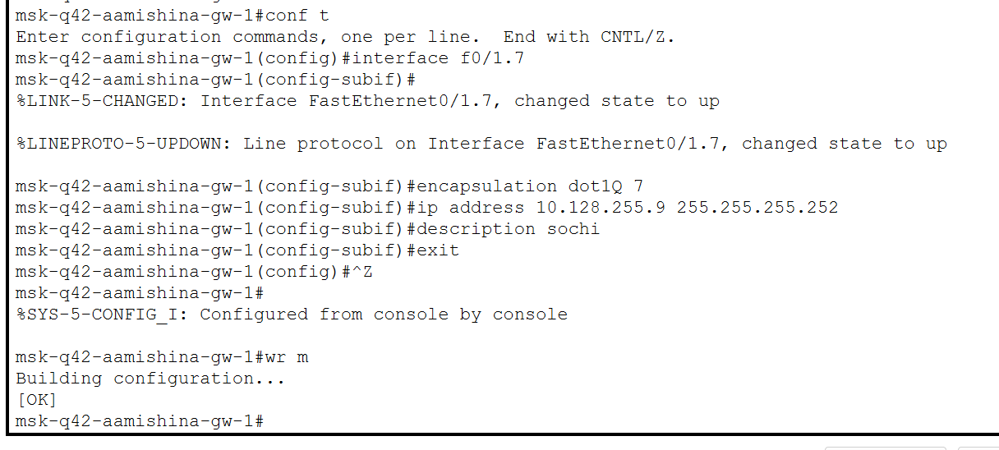 msk-q42-aamishina-gw-1#conf t
Enter configuration commands, one per line.  End with CNTL/Z.
msk-q42-aamishina-gw-1(config)#interface f0/1.7
msk-q42-aamishina-gw-1(config-subif)#
%LINK-5-CHANGED: Interface FastEthernet0/1.7, changed state to up
%LINEPROTO-5-UPDOWN: Line protocol on Interface FastEthernet0/1.7, changed state to up
msk-q42-aamishina-gw-1(config-subif)#encapsulation dot1Q 7
msk-q42-aamishina-gw-1(config-subif)#ip address 10.128.255.9 255.255.255.252
msk-q42-aamishina-gw-1(config-subif)#description sochi
msk-q42-aamishina-gw-1(config-subif)#exit
msk-q42-aamishina-gw-1(config)#^Z
msk-q42-aamishina-gw-1#
%SYS-5-CONFIG_I: Configured from console by console
msk-q42-aamishina-gw-1#wr m
Building configuration...
[OK]
msk-q42-aamishina-gw-1#